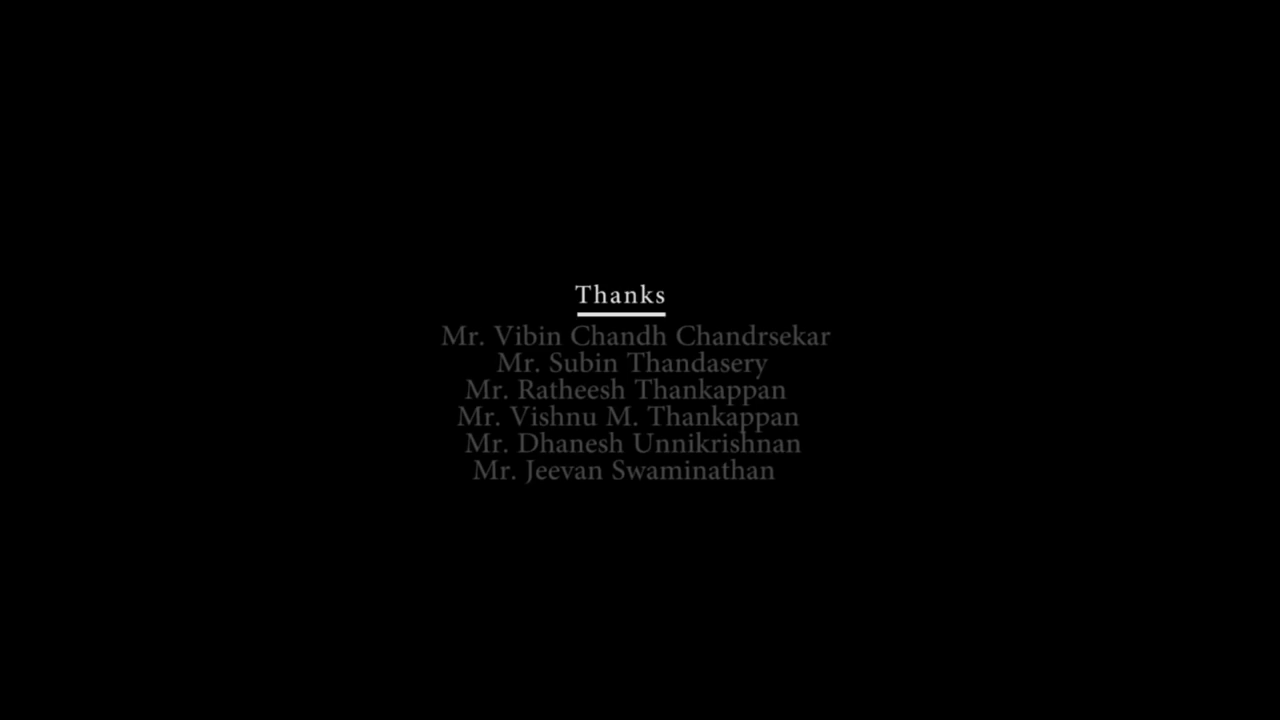 Thanks
Mr. Vibin Chandh Chandrsekar
Mr. Subin Thandasery
Mr. Ratheesh Thankappan
Mr. Vishnu M. Thankappan
Mr. Dhanesh Unnikrishnan
Mr. Jeevan Swaminathan